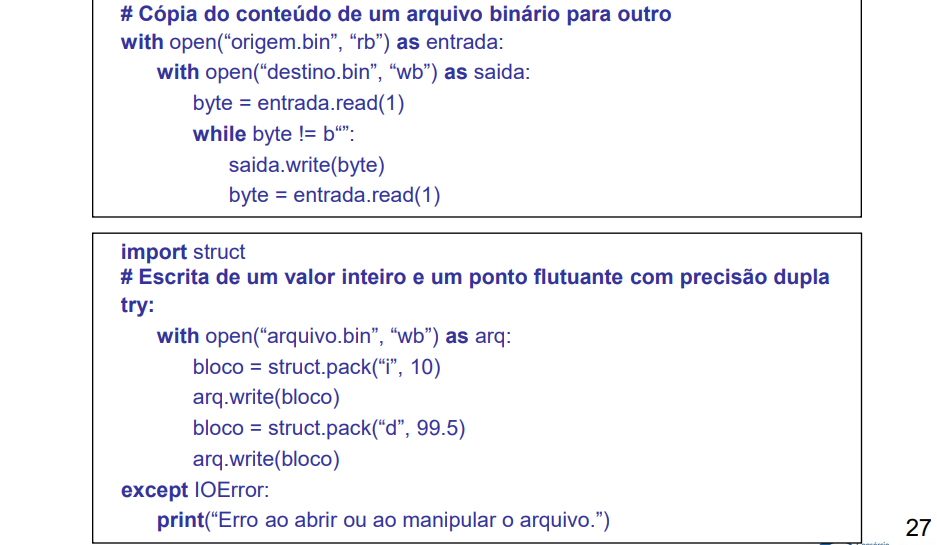 # Cópia do conteúdo de um arquivo binário para outro
with open(“origem.bin”, “rb”) as entrada:
with open(“destino.bin”, “wb”) as saida:
byte = entrada.read(1)
while byte != b“”:
saida.write(byte)
byte = entrada.read(1)
import struct
# Escrita de um valor inteiro e um ponto flutuante com precisão dupla
try:
with open(“arquivo.bin”, “wb”) as arq:
bloco = struct.pack(“i”, 10)
arq.write(bloco)
bloco = struct.pack(“d”, 99.5)
arq.write(bloco)
except IOError:
print(“Erro ao abrir ou ao manipular o arquivo.”)
27